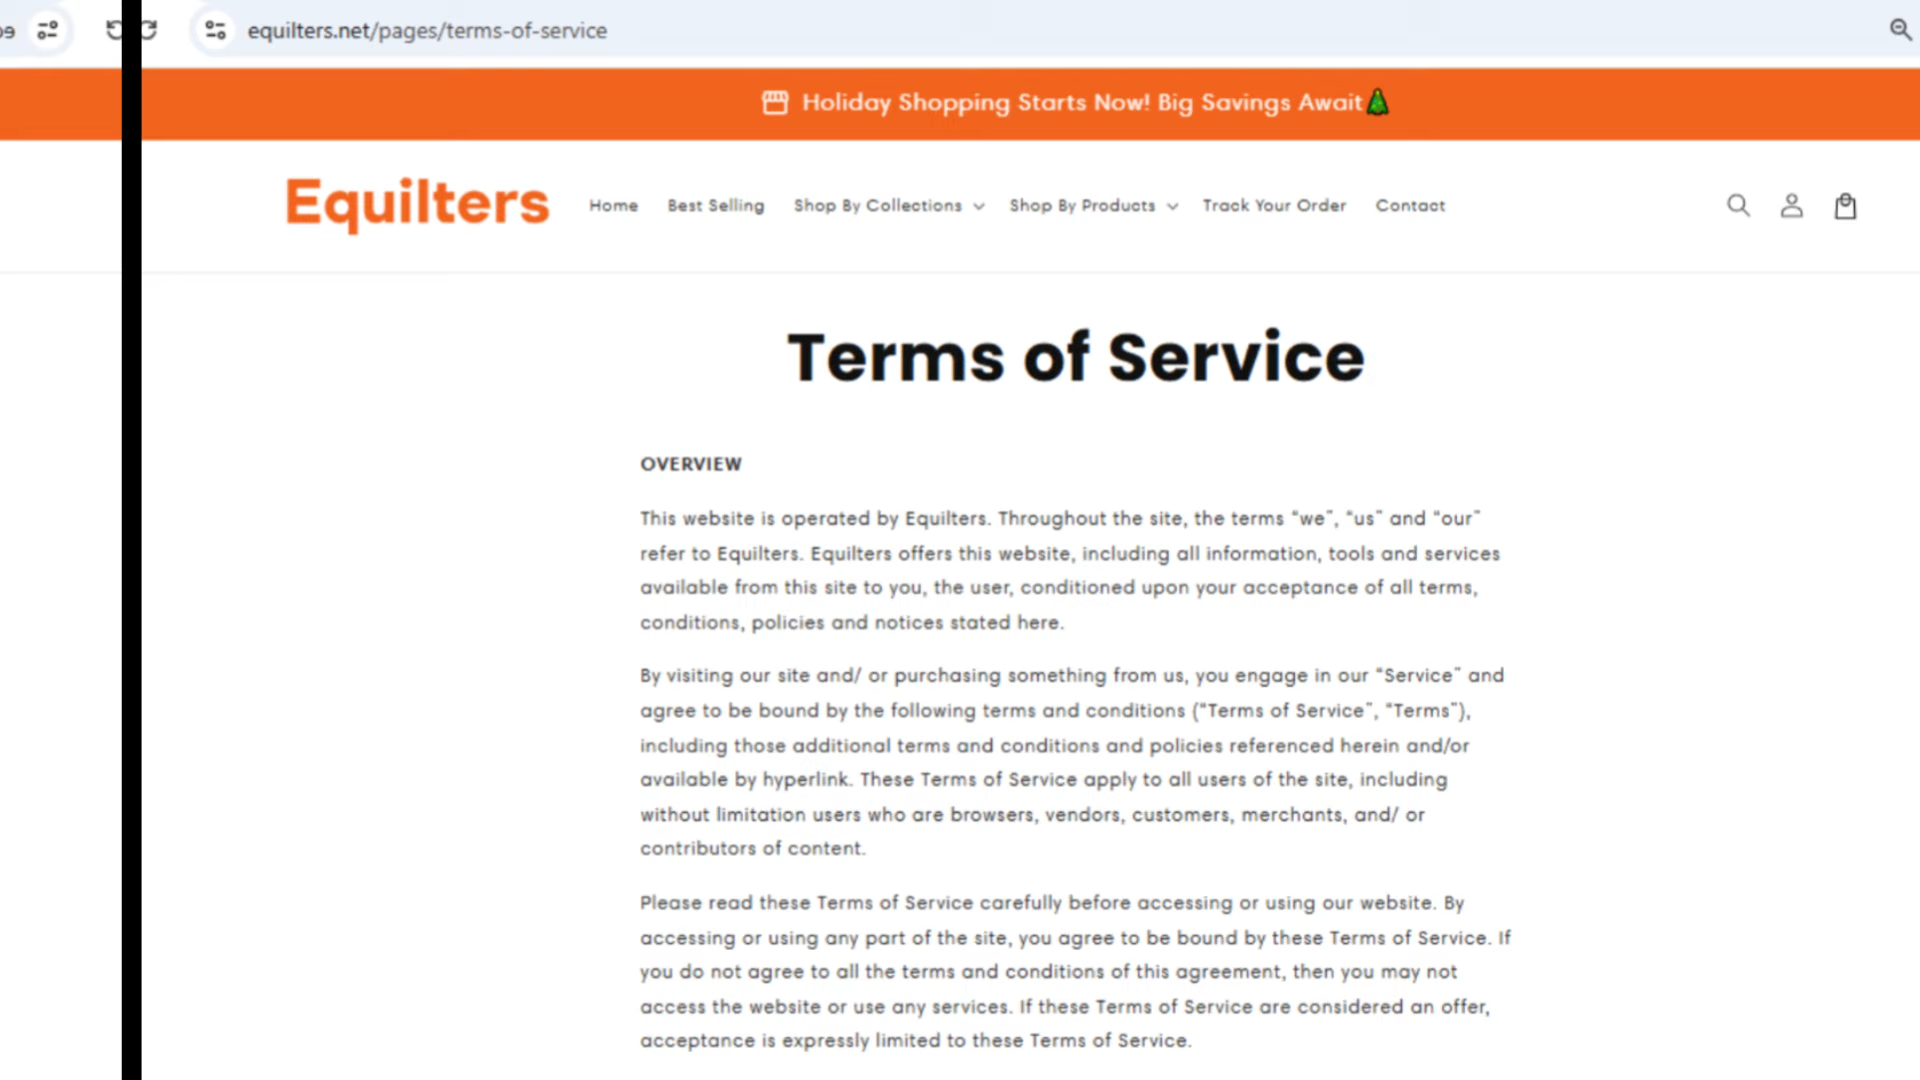 equilters.net/pages/terms-of-service
Holiday Shopping Starts Now! Big Savings Await
Equilters
Home Best Selling Shop By Collections Shop By Products Track Your Order Contact
Terms of Service
OVERVIEW
This website is operated by Equilters. Throughout the site, the terms “we”, “us” and “our”
refer to Equilters. Equilters offers this website, including all information, tools and services
available from this site to you, the user, conditioned upon your acceptance of all terms,
conditions, policies and notices stated here.
By visiting our site and/ or purchasing something from us, you engage in our “Service” and
agree to be bound by the following terms and conditions (“Terms of Service”, “Terms”),
including those additional terms and conditions and policies referenced herein and/or
available by hyperlink. These Terms of Service apply to all users of the site, including
without limitation users who are browsers, vendors, customers, merchants, and/ or
contributors of content.
Please read these Terms of Service carefully before accessing or using our website. By
accessing or using any part of the site, you agree to be bound by these Terms of Service. If
you do not agree to all the terms and conditions of this agreement, then you may not
access the website or use any services. If these Terms of Service are considered an offer,
acceptance is expressly limited to these Terms of Service.